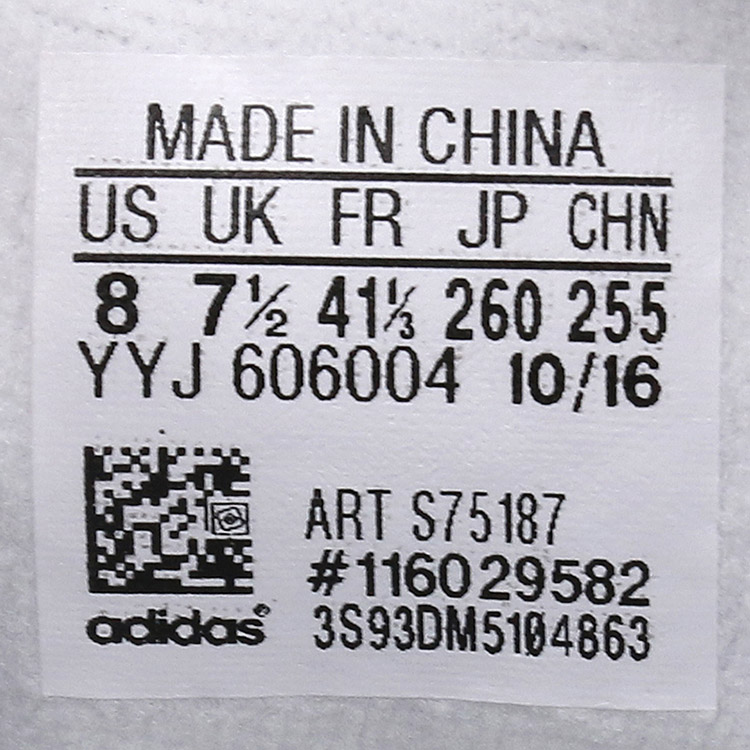 MADE IN CHINA
US UK FR JP CHN
8 7½ 41⅓ 260 255
YYJ 606004 10/16
ART S75187
#116029582
adidas®
3S93DM5104863